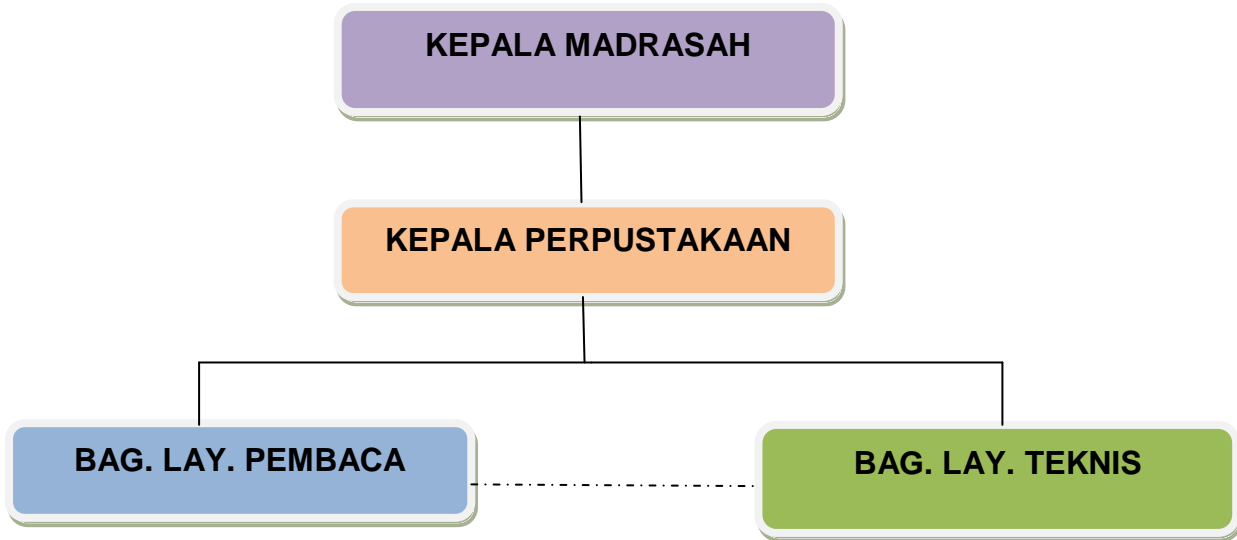 KEPALA MADRASAH
KEPALA PERPUSTAKAAN
BAG. LAY. PEMBACA
BAG. LAY. TEKNIS